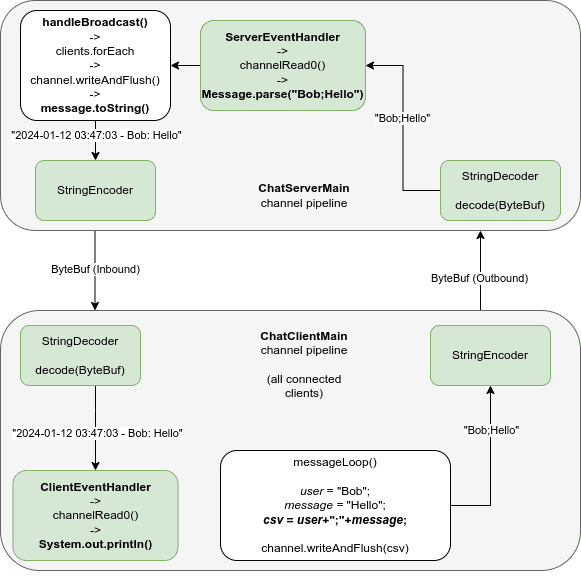 handleBroadcast()
->
clients.forEach
->
channel.writeAndFlush()
->
message.toString()
ServerEventHandler
->
channelRead0()
->
Message.parse("Bob;Hello")
"Bob;Hello"
"2024-01-12 03:47:03 - Bob: Hello"
StringEncoder
ChatServerMain
channel pipeline
StringDecoder
decode(ByteBuf)
ByteBuf (Inbound)
ByteBuf (Outbound)
StringDecoder
decode(ByteBuf)
ChatClientMain
channel pipeline
(all connected
clients)
StringEncoder
"2024-01-12 03:47:03 - Bob: Hello"
"Bob;Hello"
ClientEventHandler
->
channelRead0()
->
System.out.println()
messageLoop()
user = "Bob";
message = "Hello";
csv = user+";"+message;
channel.writeAndFlush(csv)